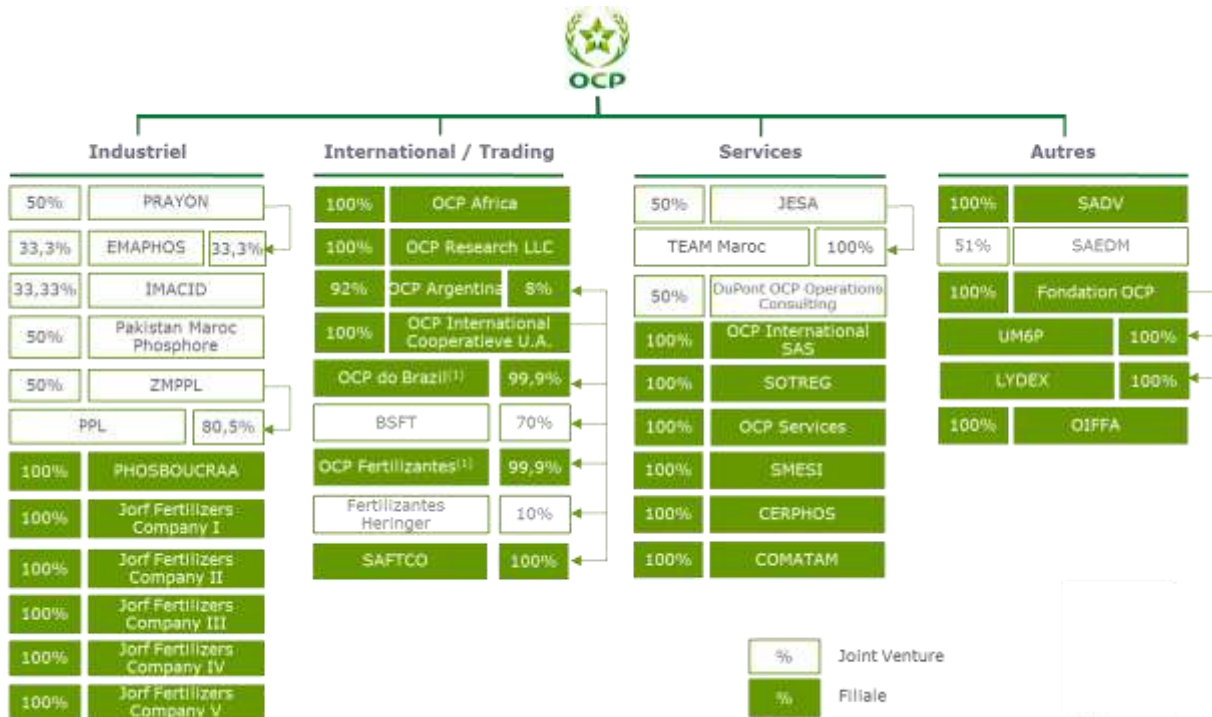 OCP
Industriel
50% PRAYON
33,3% EMAPHOS 33,3%
33,33% IMACID
50% Pakistan Maroc
Phosphore
50% ZMPPL
PPL 80,5%
100% PHOSBOUCRAA
100% Jorf Fertilizers
Company I
100% Jorf Fertilizers
Company II
100% Jorf Fertilizers
Company III
100% Jorf Fertilizers
Company IV
100% Jorf Fertilizers
Company V
International / Trading
100% OCP Africa
100% OCP Research LLC
92% OCP Argentina 8%
100% OCP International
Cooperatieve U.A.
OCP do Brazil(1) 99,9%
BSFT 70%
OCP Fertilizantes(1) 99,9%
Fertilizantes
Heringer 10%
SAFTCO 100%
Services
50% JESA
TEAM Maroc 100%
50% DuPont OCP Operations
Consulting
100% OCP International
SAS
100% SOTREG
100% OCP Services
100% SMESI
100% CERPHOS
100% COMATAM
Autres
100% SADV
51% SAEDM
100% Fondation OCP
UM6P 100%
LYDEX 100%
100% OIFFA
% Joint Venture
% Filiale